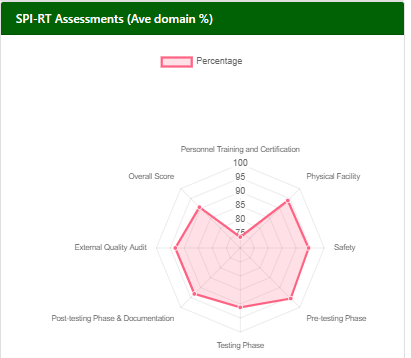 SPI-RT Assessments (Ave domain %)
Percentage
Personnel Training and Certification
100
Overall Score
95
Physical Facility
90
85
80
75
External Quality Audit
Safety
Post-testing Phase & Documentation
Pre-testing Phase
Testing Phase